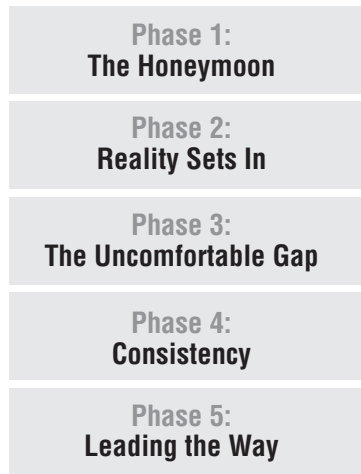 Phase 1:
The Honeymoon
Phase 2:
Reality Sets In
Phase 3:
The Uncomfortable Gap
Phase 4:
Consistency
Phase 5:
Leading the Way